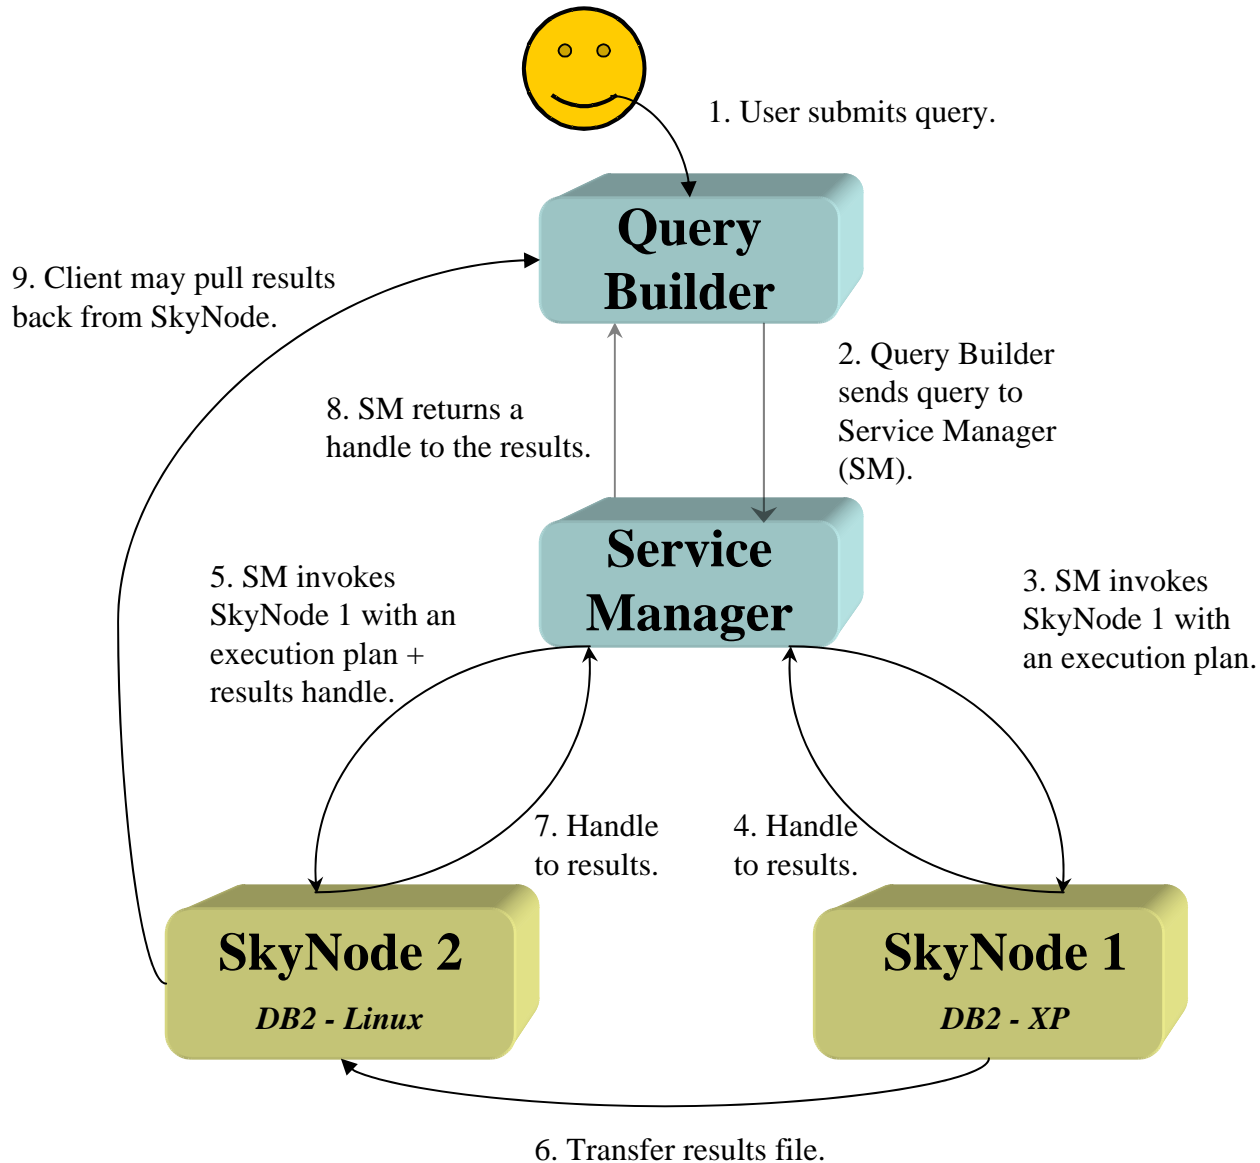 1. User submits query.
Query
Builder
9. Client may pull results
back from SkyNode.
2. Query Builder
sends query to
Service Manager
(SM).
8. SM returns a
handle to the results.
Service
Manager
5. SM invokes
SkyNode 1 with an
execution plan +
results handle.
3. SM invokes
SkyNode 1 with
an execution plan.
7. Handle
to results.
4. Handle
to results.
SkyNode 2
DB2 - Linux
SkyNode 1
DB2 - XP
6. Transfer results file.